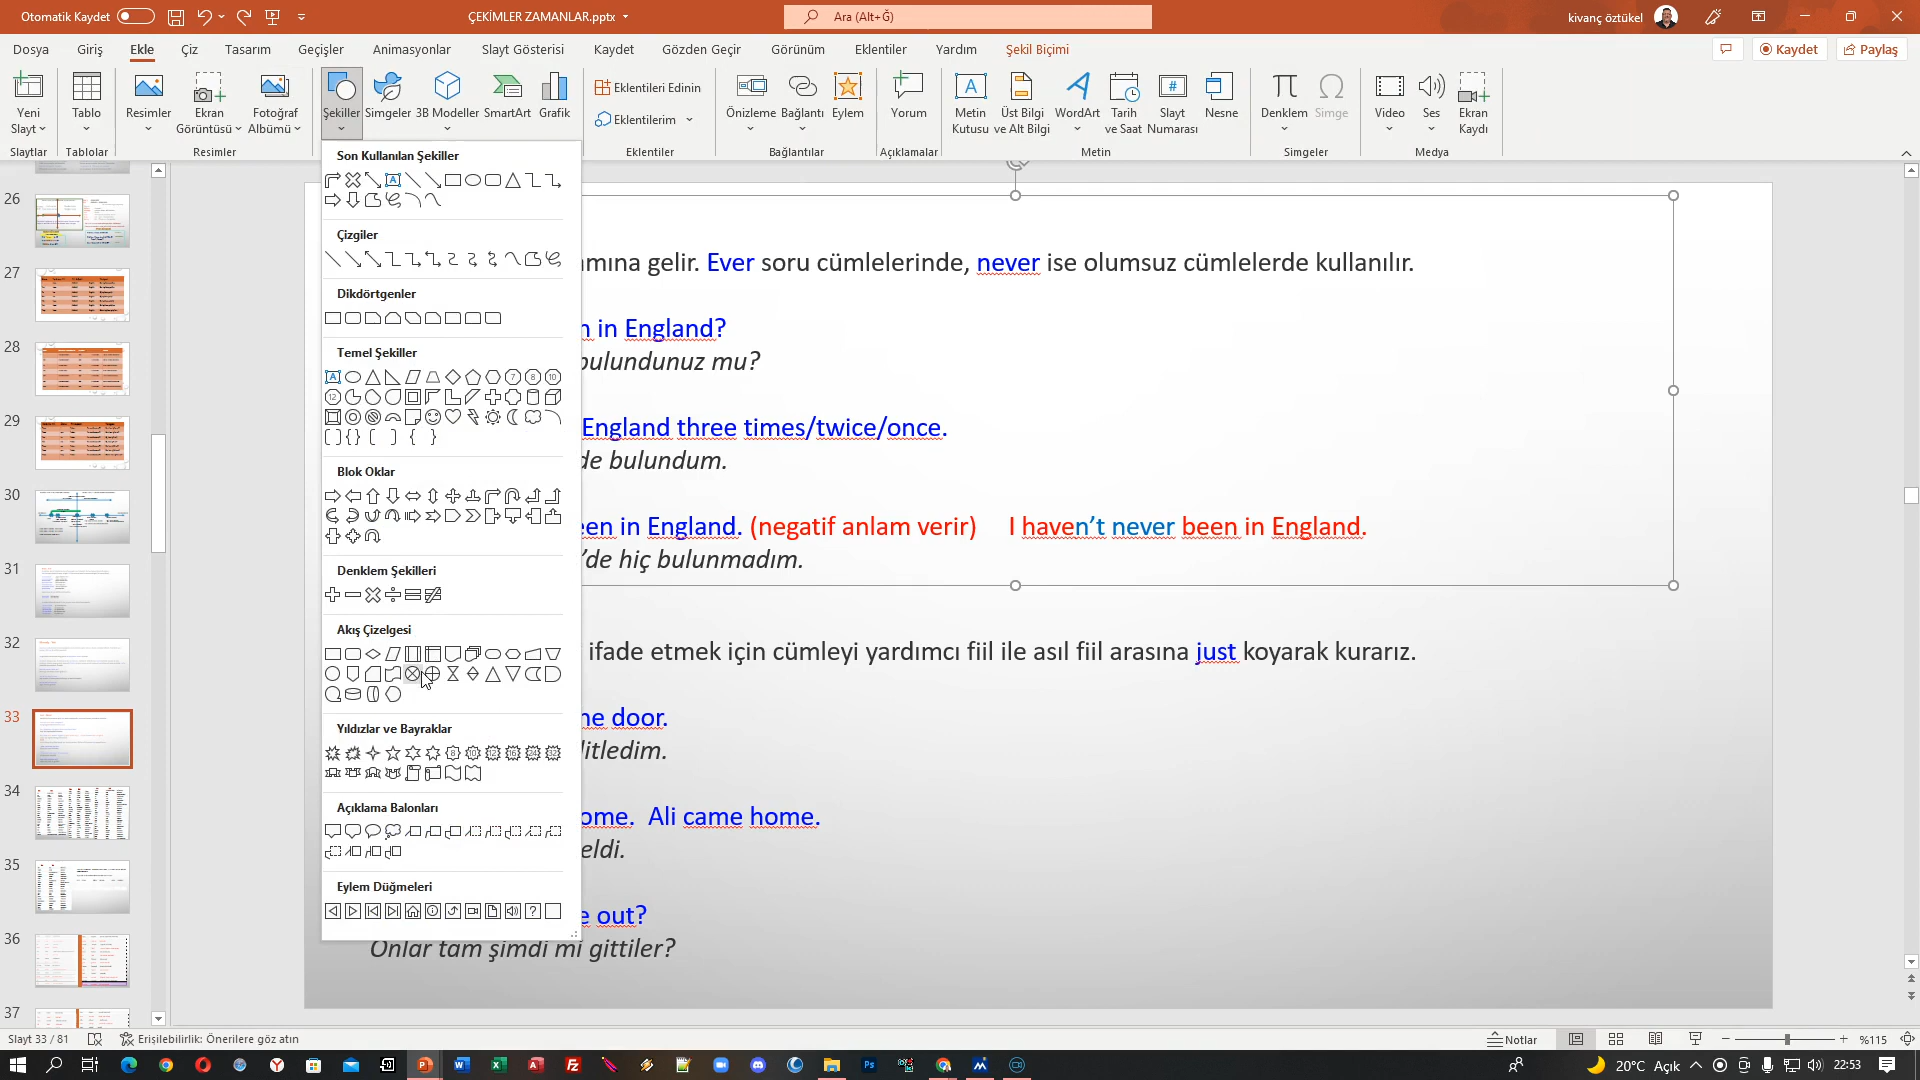 Otomatik Kaydet
ÇEKİMLER ZAMANLAR.pptx
Ara (Alt+Ğ)
kivanç öztükel
Dosya
Giriş
Ekle
Çiz
Tasarım
Geçişler
Animasyonlar
Slayt Gösterisi
Kaydet
Gözden Geçir
Görünüm
Eklentiler
Yardım
Şekil Biçimi
Kaydet
Paylaş
Yeni Slayt
Tablo
Resimler
Ekran Görüntüsü
Fotoğraf Albümü
Şekiller
Simgeler
3B Modeller
SmartArt
Grafik
Eklentileri Edinin
Eklentilerim
Önizleme
Bağlantı
Eylem
Yorum
Metin Kutusu
Üst Bilgi ve Alt Bilgi
WordArt
Tarih ve Saat
Slayt Numarası
Nesne
Denklem
Simge
Video
Ses
Ekran Kaydı
Slaytlar
Tablolar
Resimler
Eklentiler
Bağlantılar
Açıklamalar
Metin
Simgeler
Medya
Son Kullanılan Şekiller
Çizgiler
Dikdörtgenler
Temel Şekiller
Blok Oklar
Denklem Şekilleri
Akış Çizelgesi
Yıldızlar ve Bayraklar
Açıklama Balonları
Eylem Düğmeleri
26
27
28
29
30
31
32
33
34
35
36
37
amına gelir. Ever soru cümlelerinde, never ise olumsuz cümlelerde kullanılır.
n in England?
bulundunuz mu?
England three times/twice/once.
de bulundum.
een in England. (negatif anlam verir) I haven’t never been in England.
’de hiç bulunmadım.
ifade etmek için cümleyi yardımcı fiil ile asıl fiil arasına just koyarak kurarız.
ne door.
litledim.
ome. Ali came home.
eldi.
e out?
Onlar tam şimdi mi gittiler?
Slayt 33 / 81
Erişilebilirlik: Önerilere göz atın
Notlar
%115
20°C Açık
22:53